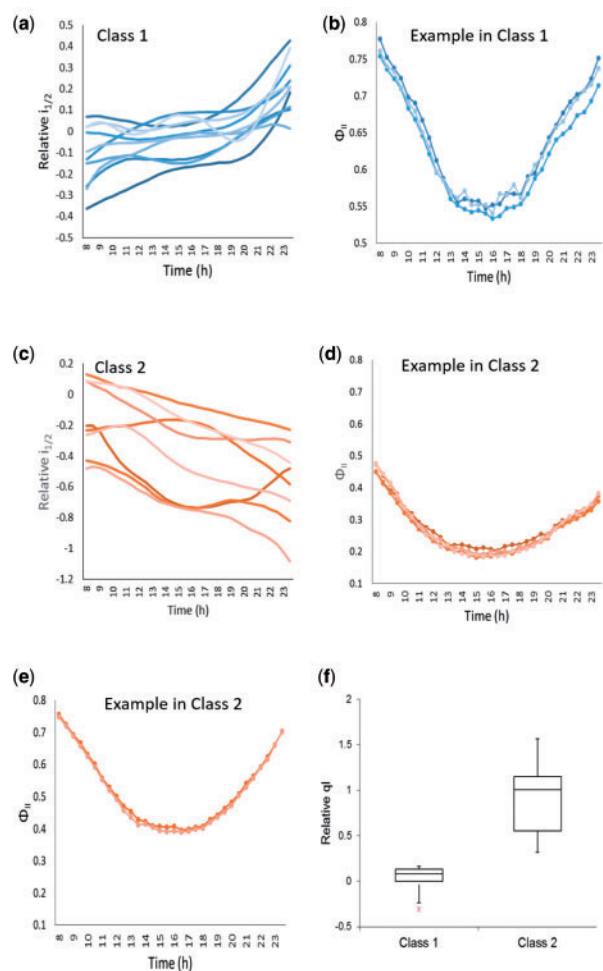 (a)
Class 1
Relative i1/2
0.5
0.4
0.3
0.2
0.1
0
-0.1
-0.2
-0.3
-0.4
-0.5
8 9 10 11 12 13 14 15 16 17 18 19 20 21 22 23
Time (h)
(b)
Example in Class 1
ΦII
0.8
0.75
0.7
0.65
0.6
0.55
0.5
8 9 10 11 12 13 14 15 16 17 18 19 20 21 22 23
Time (h)
(c)
Class 2
Relative i1/2
0.2
0
-0.2
-0.4
-0.6
-0.8
-1
-1.2
8 9 10 11 12 13 14 15 16 17 18 19 20 21 22 23
Time (h)
(d)
Example in Class 2
ΦII
0.8
0.7
0.6
0.5
0.4
0.3
0.2
0.1
8 9 10 11 12 13 14 15 16 17 18 19 20 21 22 23
Time (h)
(e)
Example in Class 2
ΦII
0.8
0.7
0.6
0.5
0.4
0.3
0.2
0.1
8 9 10 11 12 13 14 15 16 17 18 19 20 21 22 23
Time (h)
(f)
Relative qI
2
1.5
1
0.5
0
-0.5
Class 1 Class 2